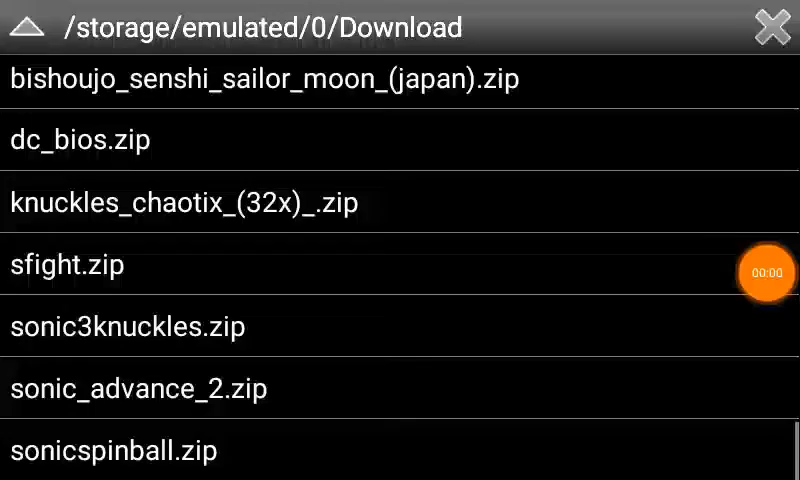 /storage/emulated/0/Download
bishoujo_senshi_sailor_moon_(japan).zip
dc_bios.zip
knuckles_chaotix_(32x)_.zip
sfight.zip
00:00
sonic3knuckles.zip
sonic_advance_2.zip
sonicspinball.zip